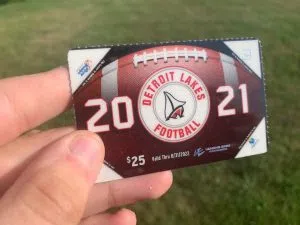 DETROIT LAKES
20 21
FOOTBALL
$25 Valid Thru 8/31/2022